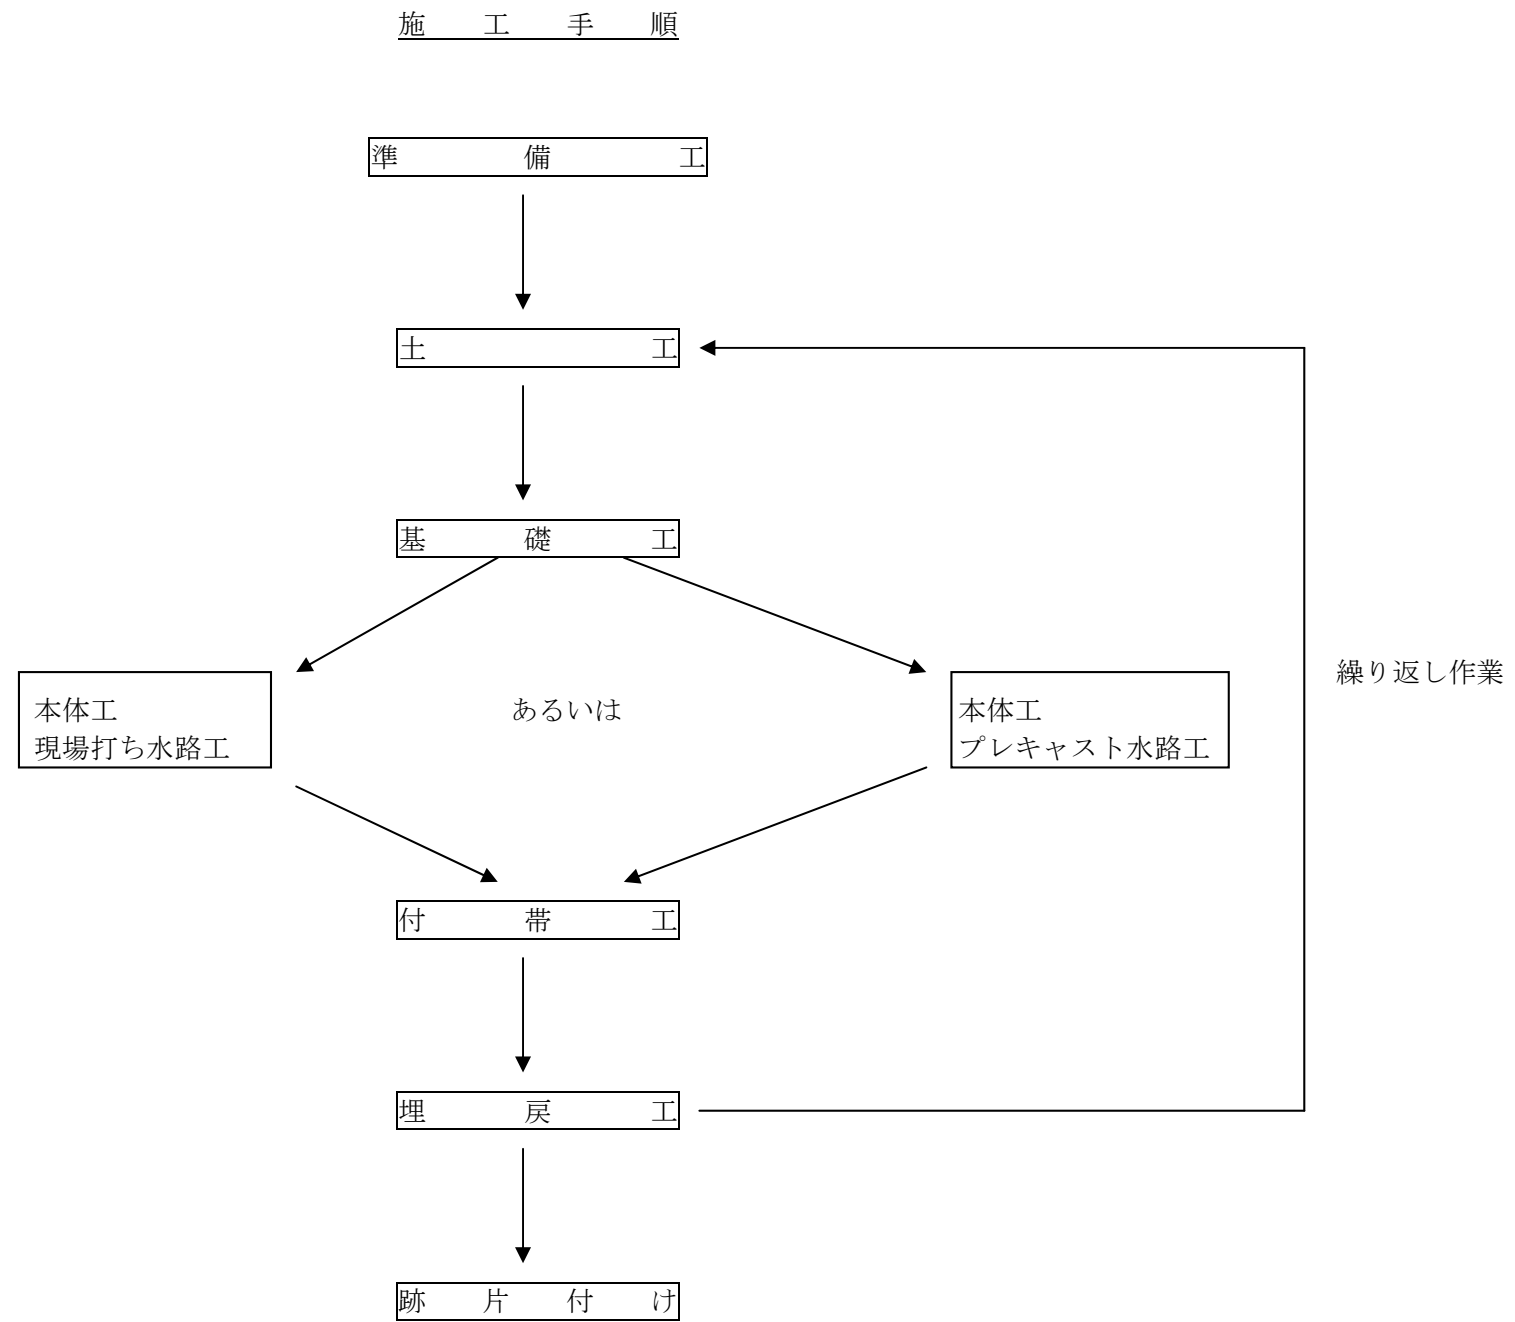 施工手順
準備工
土工
基礎工
繰り返し作業
本体工
現場打ち水路工
あるいは
本体工
プレキャスト水路工
付帯工
埋戻工
跡片付け